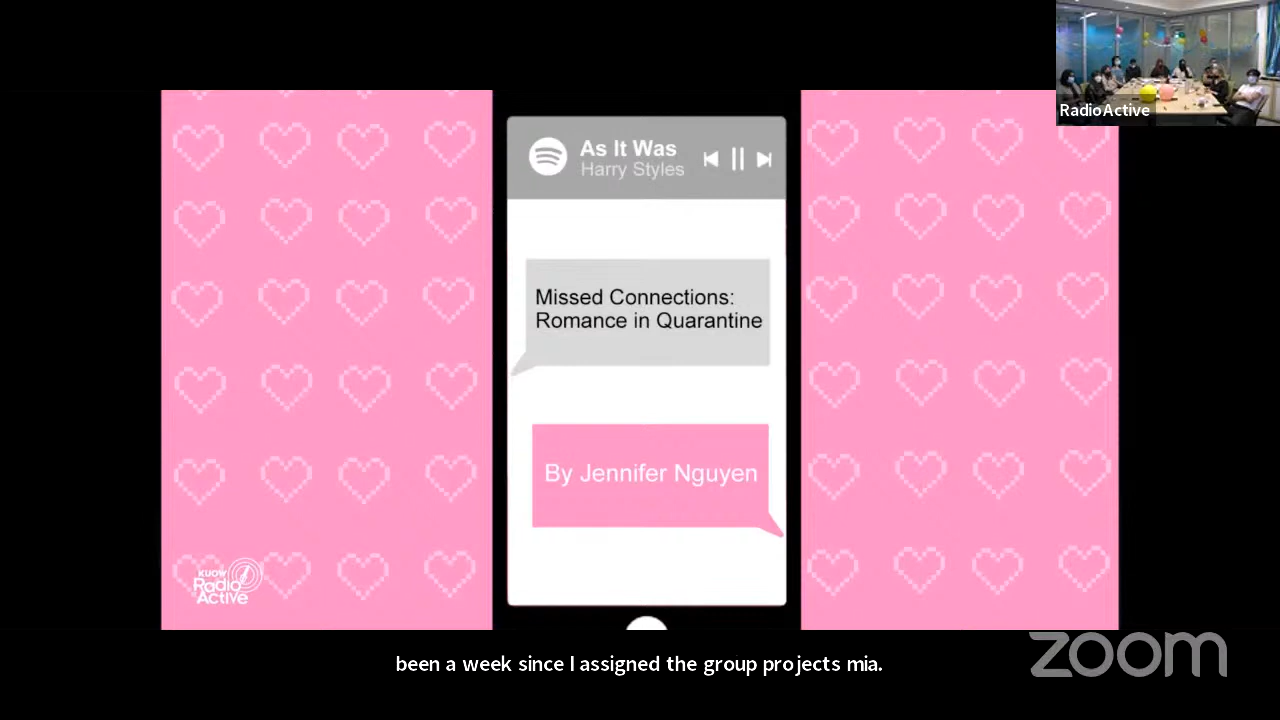 RadioActive
As It Was
Harry Styles
Missed Connections:
Romance in Quarantine
By Jennifer Nguyen
KUOW
Radio
Active
been a week since I assigned the group projects mia.
zoom